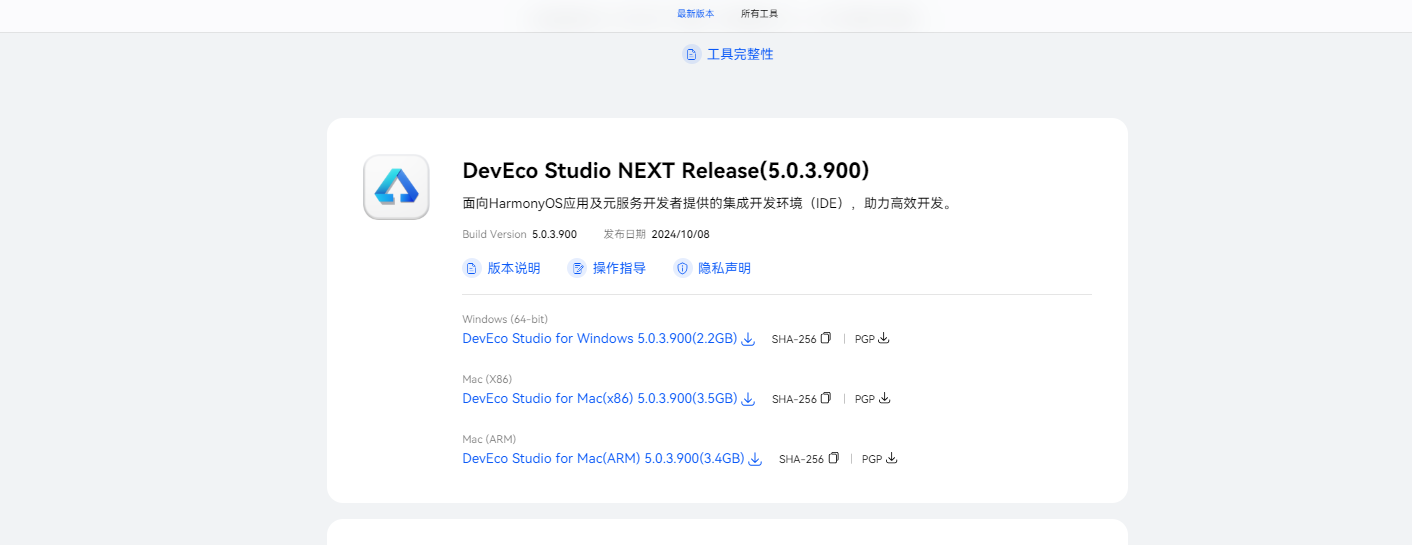 最新版本 所有工具
工具完整性
DevEco Studio NEXT Release(5.0.3.900)
面向HarmonyOS应用及元服务开发者提供的集成开发环境（IDE），助力高效开发。
Build Version 5.0.3.900 发布日期 2024/10/08
版本说明 操作指导 隐私声明
Windows (64-bit)
DevEco Studio for Windows 5.0.3.900(2.2GB) SHA-256 | PGP
Mac (X86)
DevEco Studio for Mac(x86) 5.0.3.900(3.5GB) SHA-256 | PGP
Mac (ARM)
DevEco Studio for Mac(ARM) 5.0.3.900(3.4GB) SHA-256 | PGP